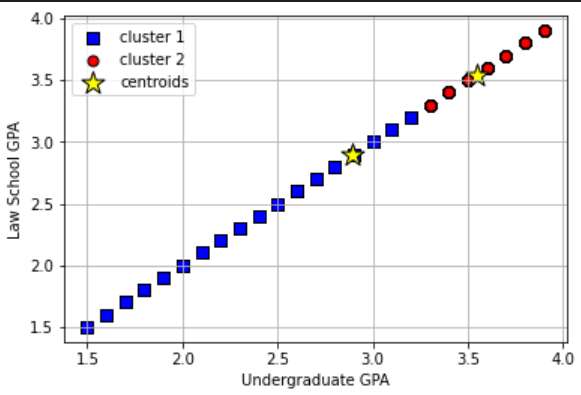 cluster 1
cluster 2
centroids
4.0
3.5
3.0
2.5
2.0
1.5
Law School GPA
1.5 2.0 2.5 3.0 3.5 4.0
Undergraduate GPA